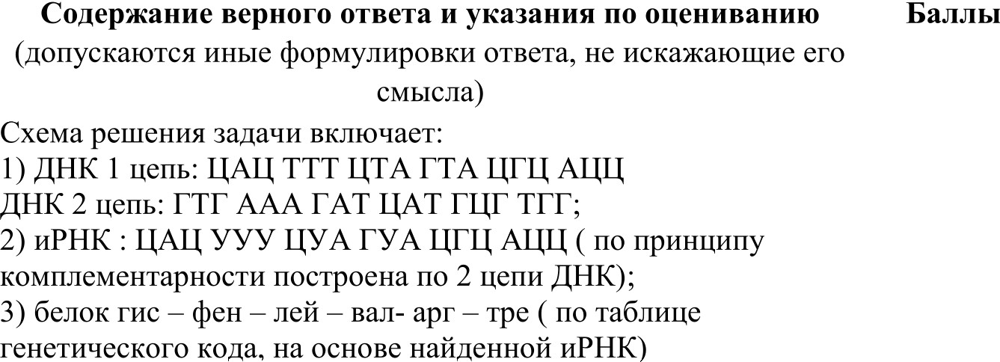 Содержание верного ответа и указания по оцениванию Баллы
(допускаются иные формулировки ответа, не искажающие его
смысла)
Схема решения задачи включает:
1) ДНК 1 цепь: ЦАЦ ТТТ ЦТА ГТА ЦГЦ АЦЦ
ДНК 2 цепь: ГТГ ААА ГАТ ЦАТ ГЦГ ТГГ;
2) иРНК : ЦАЦ УУУ ЦУА ГУА ЦГЦ АЦЦ ( по принципу
комплементарности построена по 2 цепи ДНК);
3) белок гис – фен – лей – вал- арг – тре ( по таблице
генетического кода, на основе найденной иРНК)